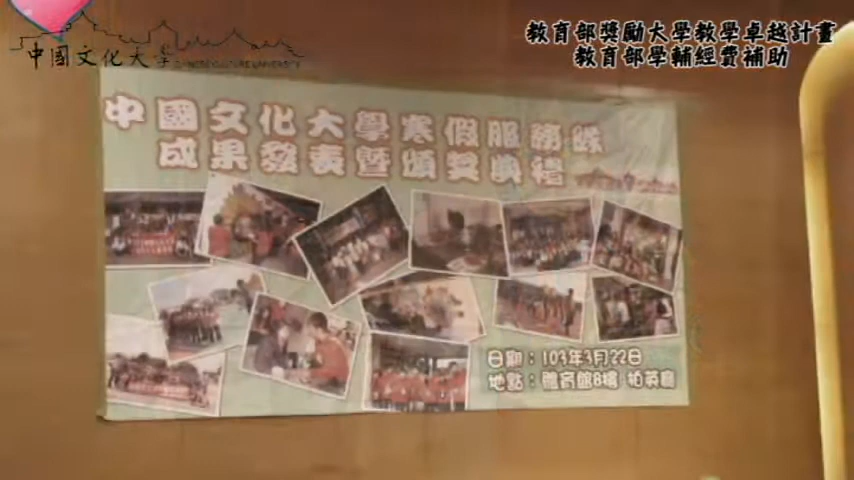 中國文化大學
CHINESE CULTURE UNIVERSITY
教育部獎勵大學教學卓越計畫
教育部學輔經費補助
中國文化大學寒假服務隊
成果發表暨頒獎典禮
日期：103年3月22日
地點：體育館8樓 柏英廳